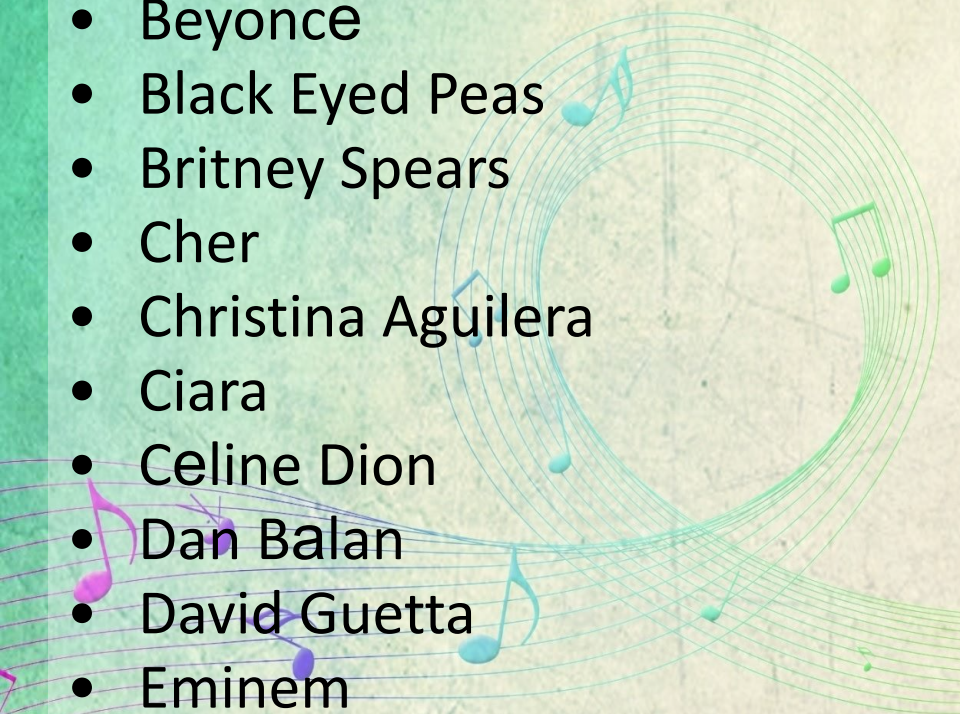 • Beyonce
• Black Eyed Peas
• Britney Spears
• Cher
• Christina Aguilera
• Ciara
• Celine Dion
• Dan Balan
• David Guetta
• Eminem